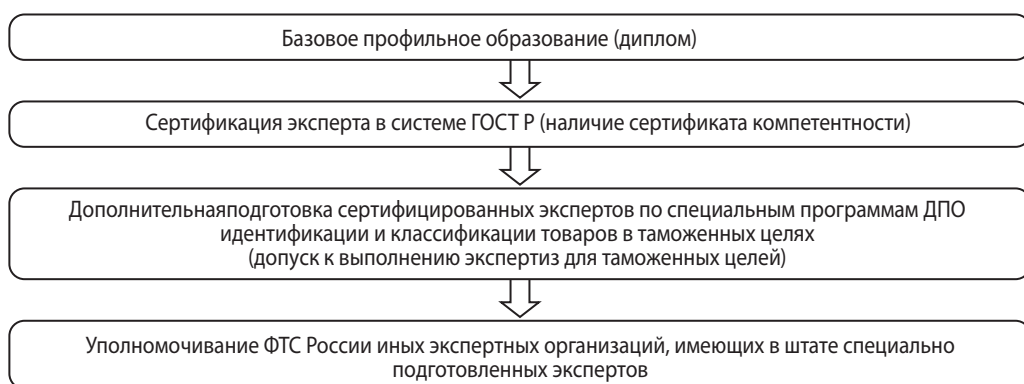 Базовое профильное образование (диплом)
Сертификация эксперта в системе ГОСТ Р (наличие сертификата компетентности)
Дополнительнаяподготовка сертифицированных экспертов по специальным программам ДПО
идентификации и классификации товаров в таможенных целях
(допуск к выполнению экспертиз для таможенных целей)
Уполномочивание ФТС России иных экспертных организаций, имеющих в штате специально
подготовленных экспертов